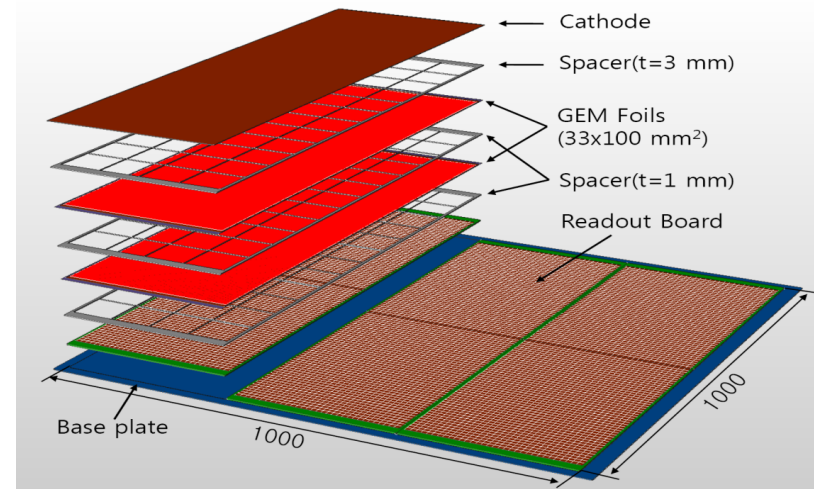 Cathode
Spacer(t=3 mm)
GEM Foils
(33x100 mm²)
Spacer(t=1 mm)
Readout Board
Base plate
1000
1000